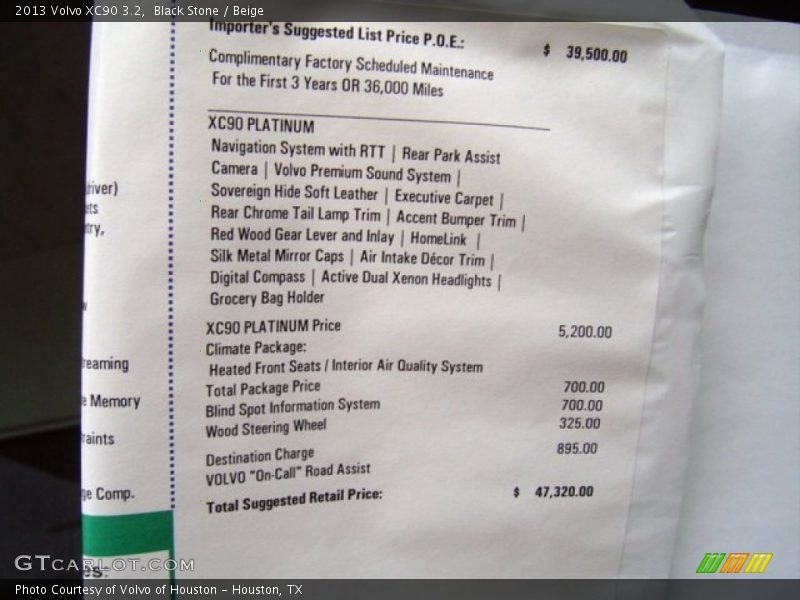 2013 Volvo XC90 3.2, Black Stone / Beige
Importer's Suggested List Price P.O.E.: $ 39,500.00
Complimentary Factory Scheduled Maintenance
For the First 3 Years OR 36,000 Miles
XC90 PLATINUM
Navigation System with RTT | Rear Park Assist
Camera | Volvo Premium Sound System |
Sovereign Hide Soft Leather | Executive Carpet |
Rear Chrome Tail Lamp Trim | Accent Bumper Trim |
Red Wood Gear Lever and Inlay | HomeLink |
Silk Metal Mirror Caps | Air Intake Décor Trim |
Digital Compass | Active Dual Xenon Headlights |
Grocery Bag Holder
XC90 PLATINUM Price 5,200.00
Climate Package:
Heated Front Seats / Interior Air Quality System
Total Package Price 700.00
Blind Spot Information System 700.00
Wood Steering Wheel 325.00
Destination Charge 895.00
VOLVO "On-Call" Road Assist
Total Suggested Retail Price: $ 47,320.00
river)
ets
try,
reaming
e Memory
raints
ge Comp.
GTCARLOT.COM
Photo Courtesy of Volvo of Houston - Houston, TX